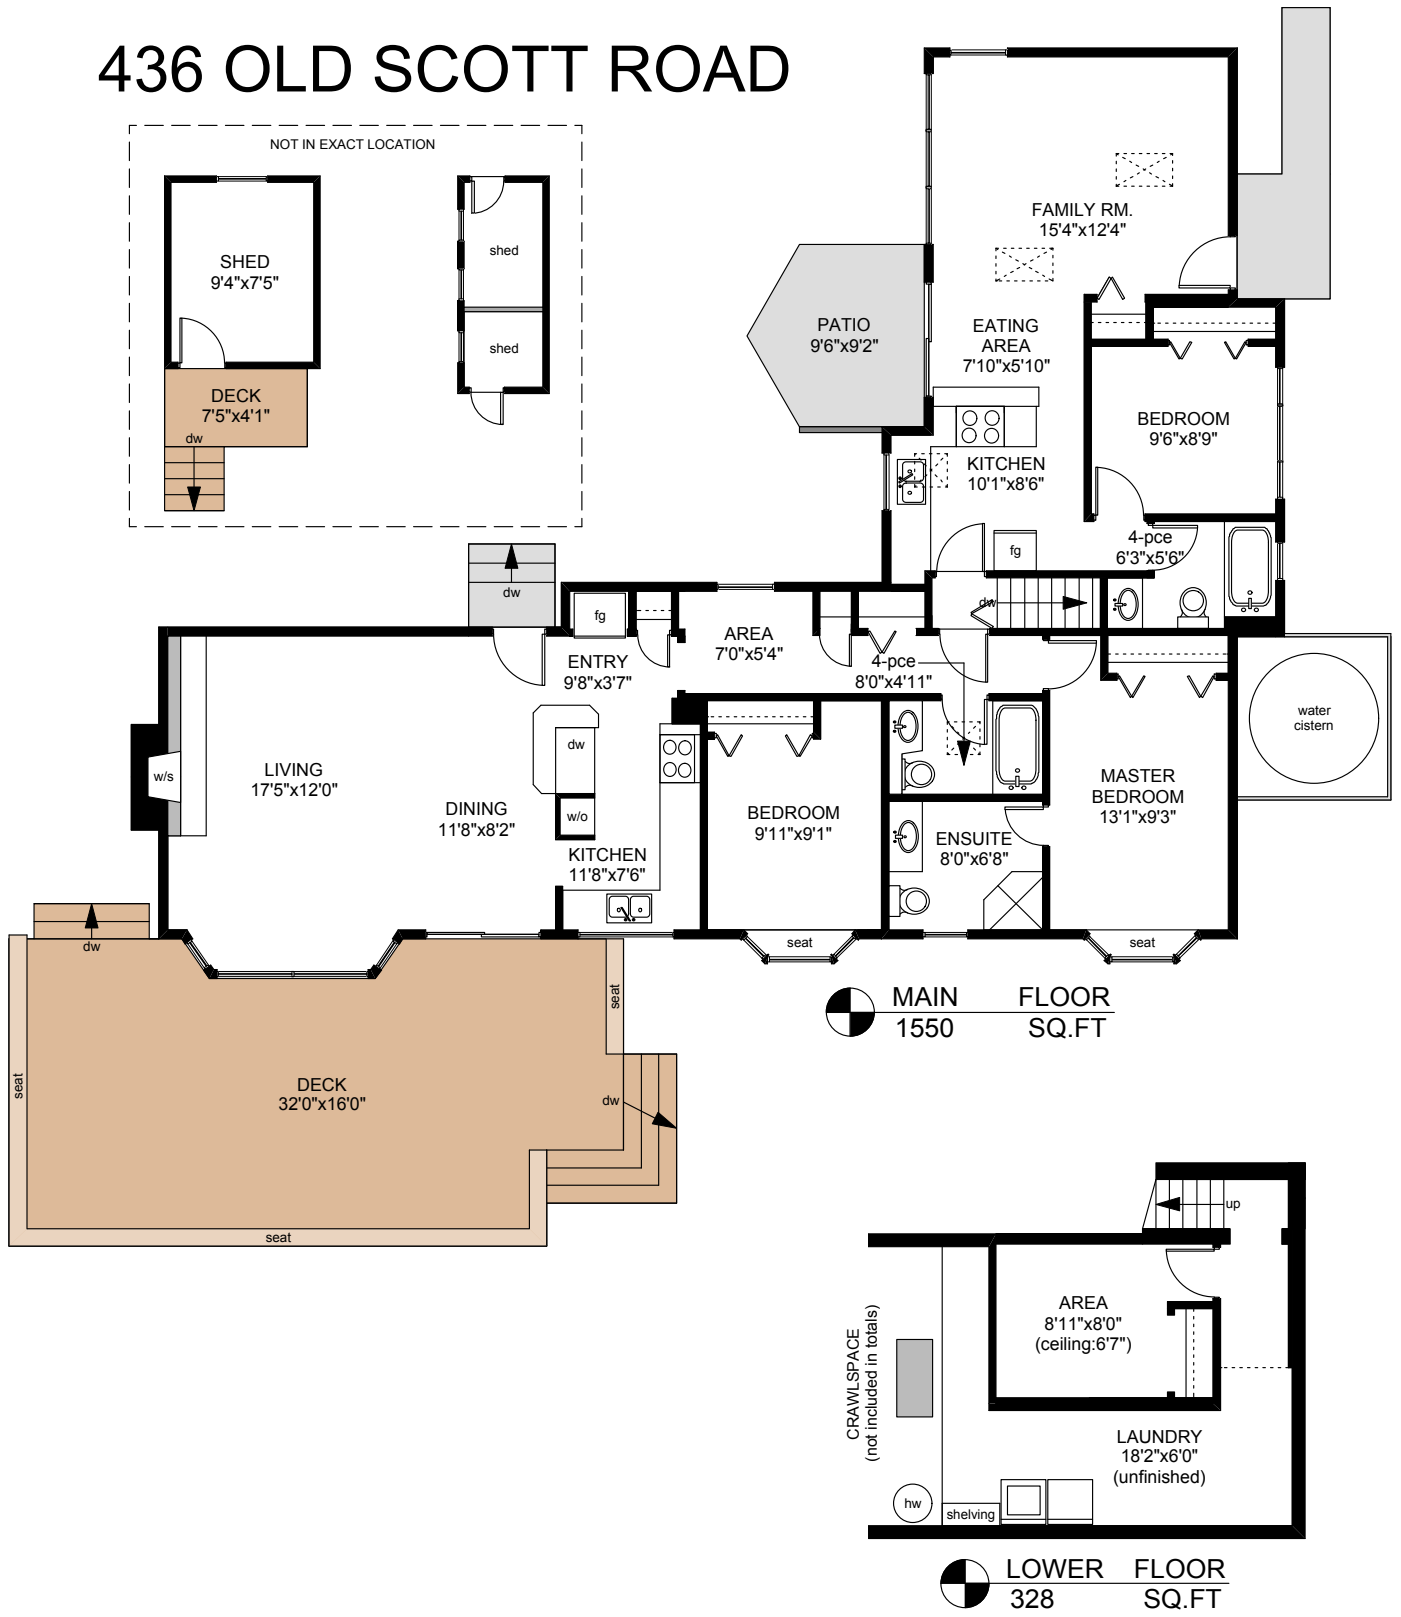 436 OLD SCOTT ROAD
NOT IN EXACT LOCATION
SHED
9'4"x7'5"
DECK
7'5"x4'1"
dw
shed
shed
FAMILY RM.
15'4"x12'4"
PATIO
9'6"x9'2"
EATING
AREA
7'10"x5'10"
BEDROOM
9'6"x8'9"
KITCHEN
10'1"x8'6"
fg
4-pce
6'3"x5'6"
dw
dw
fg
AREA
7'0"x5'4"
ENTRY
9'8"x3'7"
4-pce
8'0"x4'11"
water
cistern
w/s
LIVING
17'5"x12'0"
DINING
11'8"x8'2"
dw
w/o
KITCHEN
11'8"x7'6"
BEDROOM
9'11"x9'1"
ENSUITE
8'0"x6'8"
MASTER
BEDROOM
13'1"x9'3"
seat
seat
dw
seat
seat
DECK
32'0"x16'0"
dw
seat
MAIN FLOOR
1550 SQ.FT
up
AREA
8'11"x8'0"
(ceiling:6'7")
CRAWLSPACE
(not included in totals)
LAUNDRY
18'2"x6'0"
(unfinished)
hw
shelving
LOWER FLOOR
328 SQ.FT